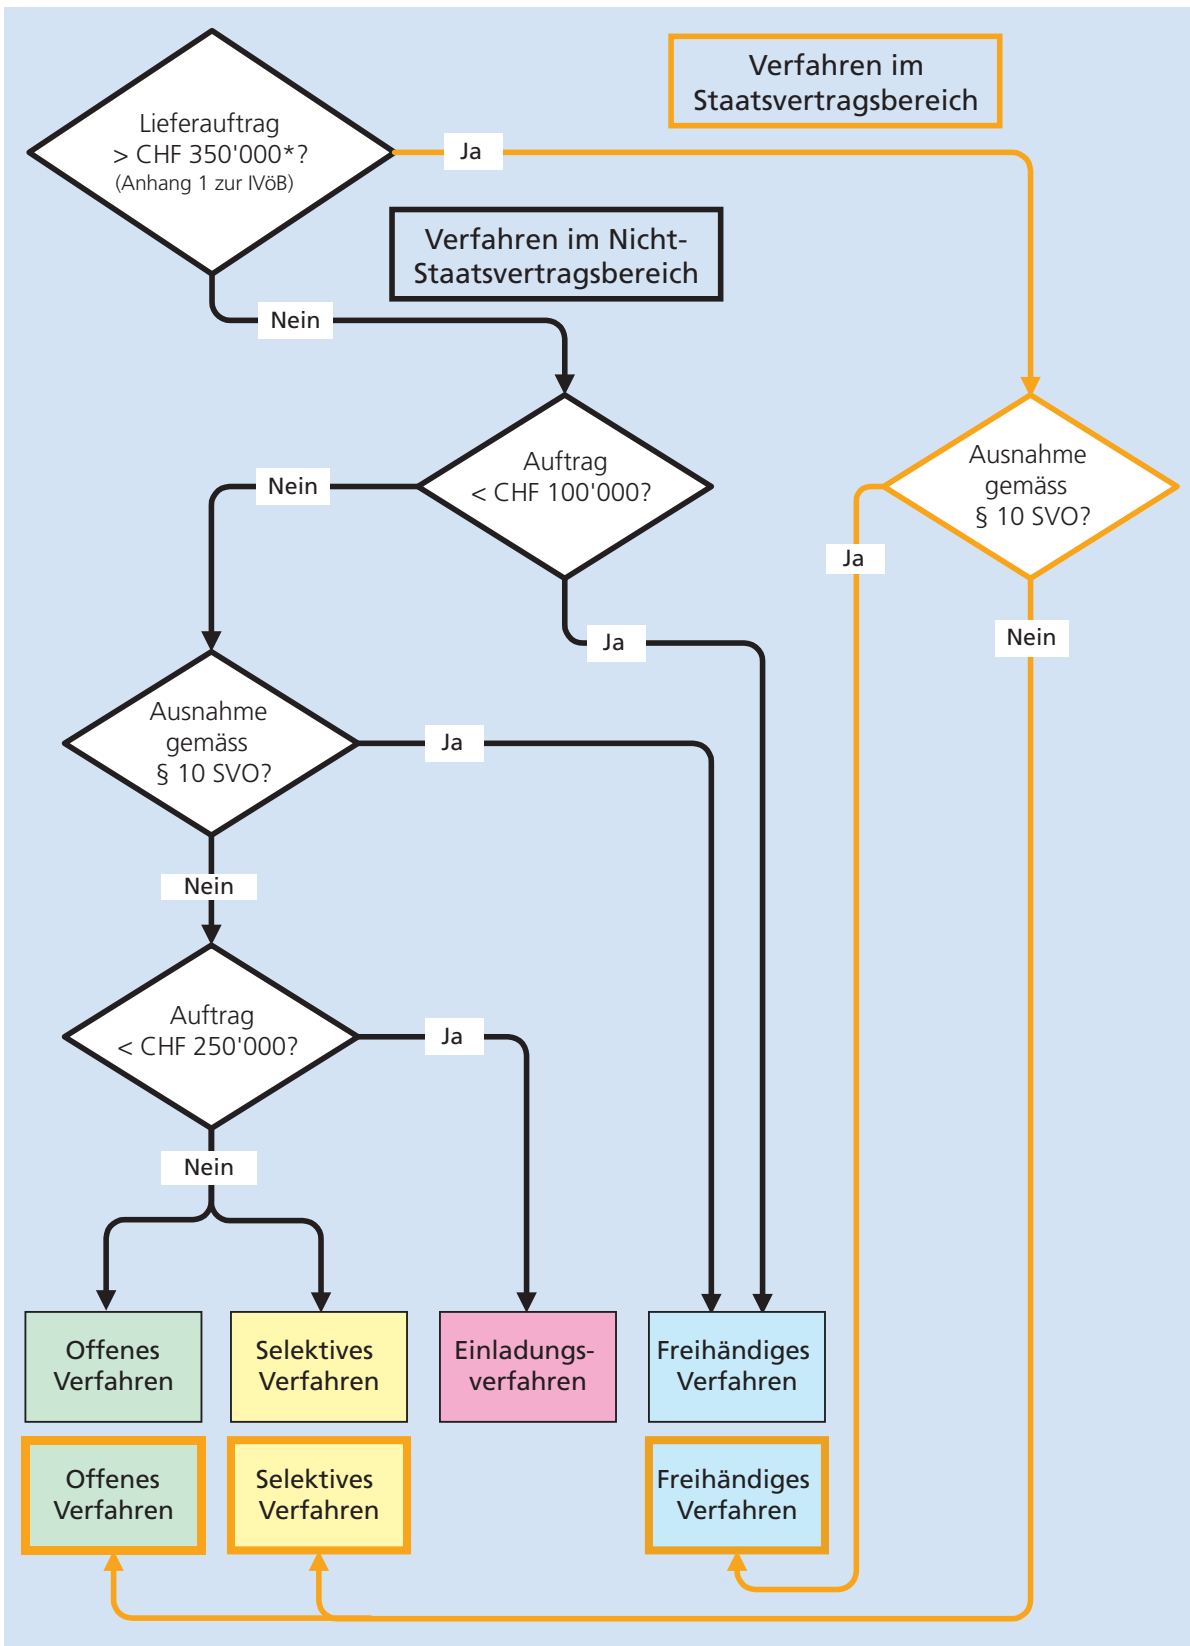 Verfahren im
Staatsvertragsbereich
Lieferauftrag
> CHF 350'000*?
(Anhang 1 zur IVöB)
Ja
Verfahren im Nicht-
Staatsvertragsbereich
Nein
Auftrag
< CHF 100'000?
Ausnahme
gemäss
§ 10 SVO?
Nein
Ja
Ja
Nein
Ausnahme
gemäss
§ 10 SVO?
Ja
Nein
Auftrag
< CHF 250'000?
Ja
Nein
Offenes
Verfahren
Selektives
Verfahren
Einladungs-
verfahren
Freihändiges
Verfahren
Offenes
Verfahren
Selektives
Verfahren
Freihändiges
Verfahren